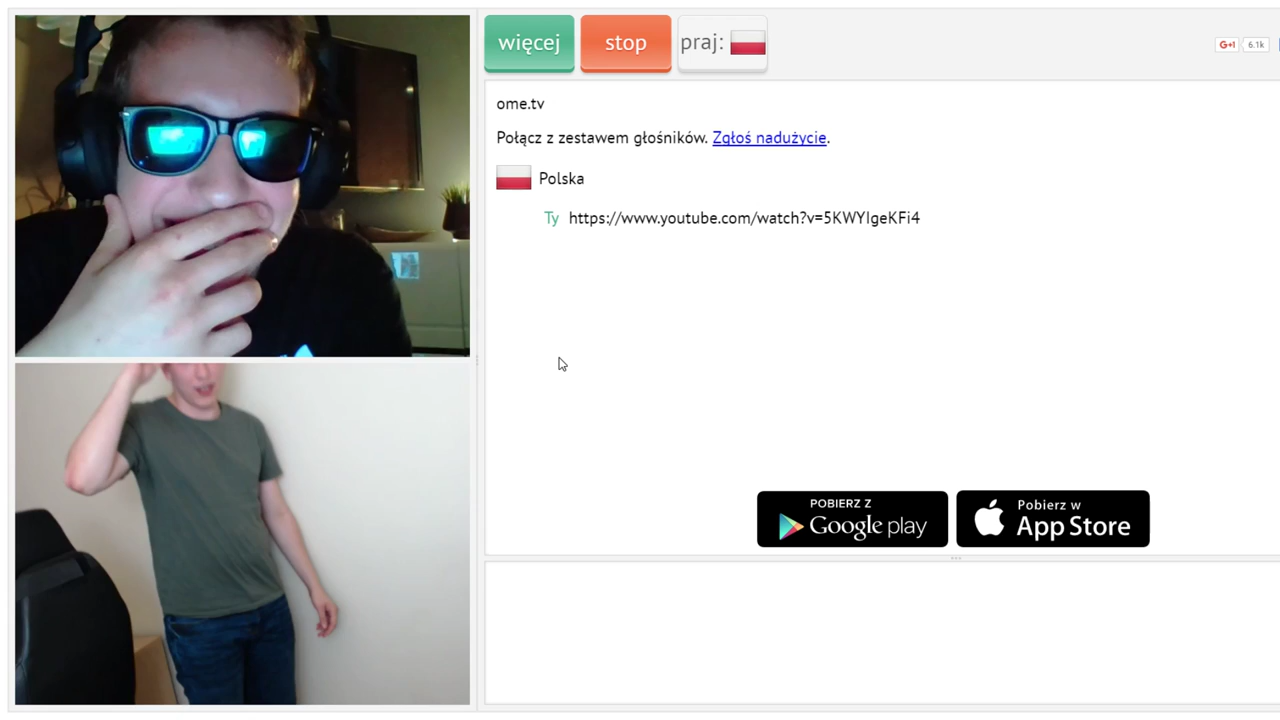 więcej
stop
praj:
G+1 6.1k
ome.tv
Połącz z zestawem głośników. Zgłoś nadużycie.
Polska
Ty https://www.youtube.com/watch?v=5KWYIgeKFi4
POBIERZ Z
Google play
Pobierz w
App Store